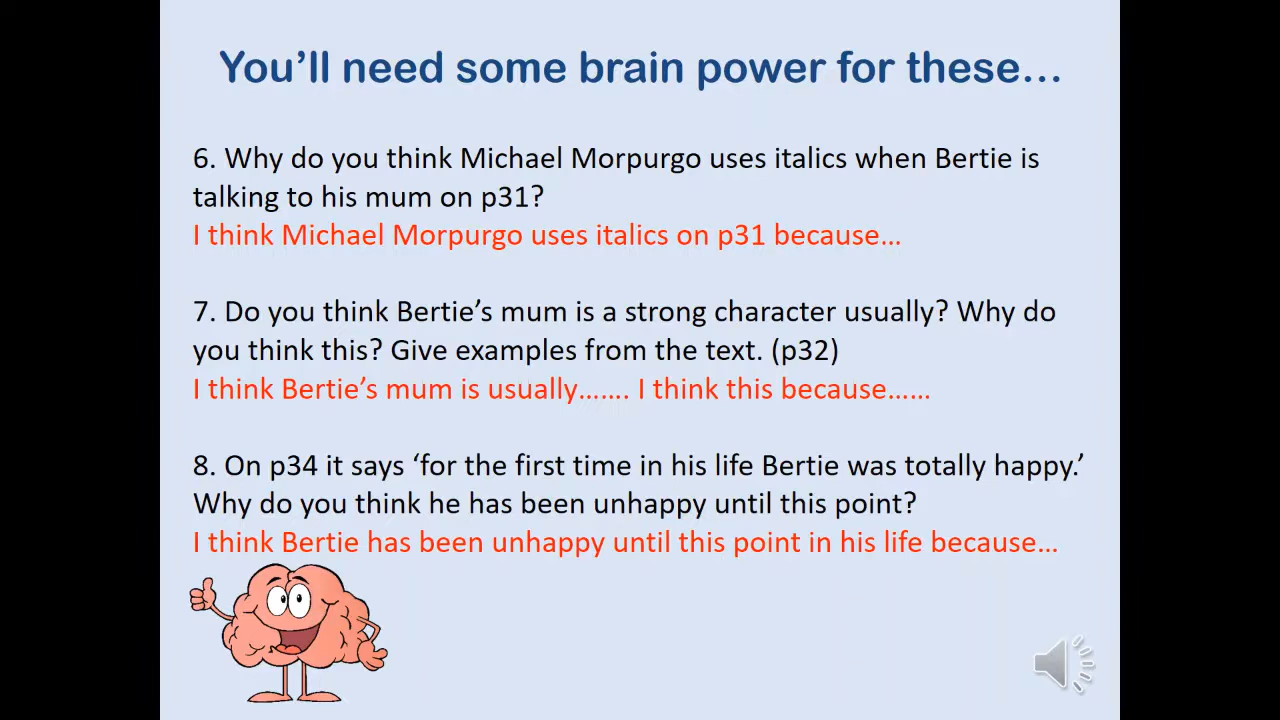 You’ll need some brain power for these…
6. Why do you think Michael Morpurgo uses italics when Bertie is
talking to his mum on p31?
I think Michael Morpurgo uses italics on p31 because…
7. Do you think Bertie’s mum is a strong character usually? Why do
you think this? Give examples from the text. (p32)
I think Bertie’s mum is usually……. I think this because……
8. On p34 it says ‘for the first time in his life Bertie was totally happy.’
Why do you think he has been unhappy until this point?
I think Bertie has been unhappy until this point in his life because…